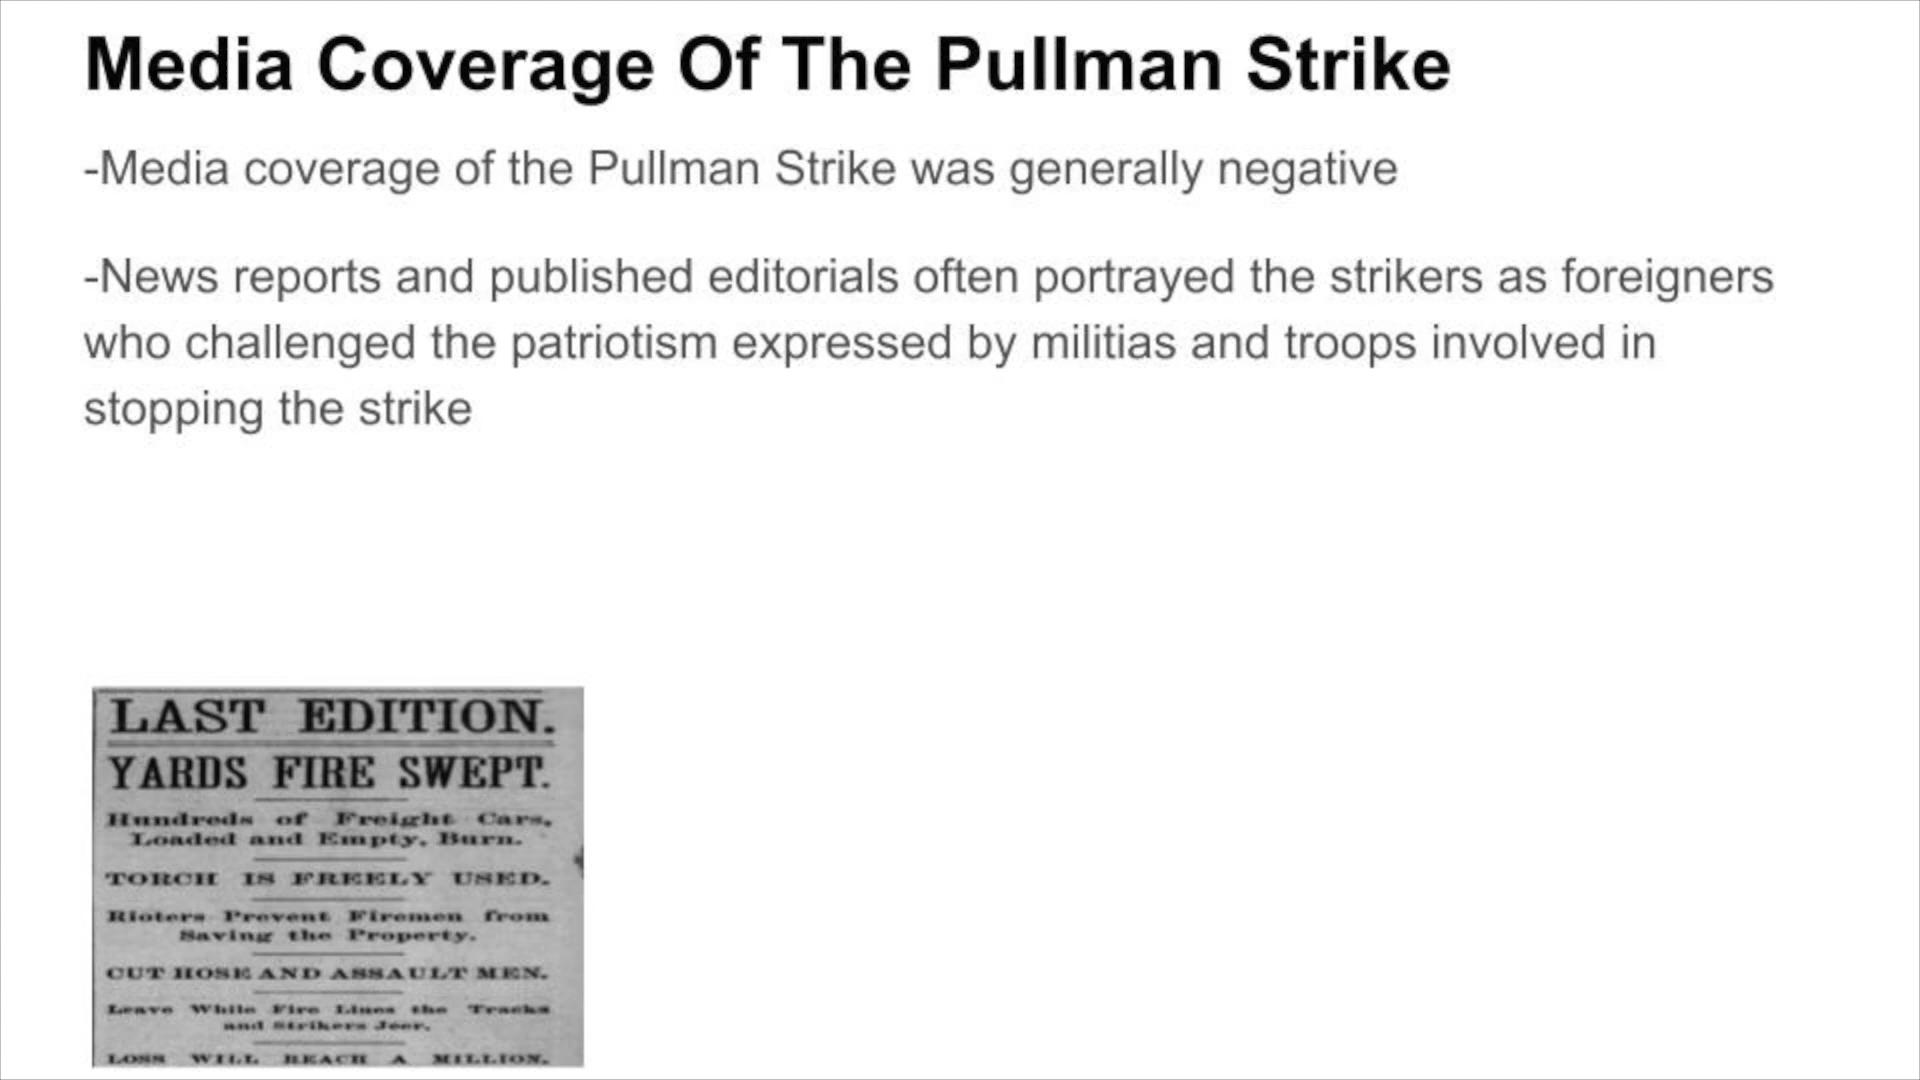 Media Coverage Of The Pullman Strike
-Media coverage of the Pullman Strike was generally negative
-News reports and published editorials often portrayed the strikers as foreigners
who challenged the patriotism expressed by militias and troops involved in
stopping the strike
LAST EDITION.
YARDS FIRE SWEPT.
Hundreds of Freight Cars,
Loaded and Empty, Burn.
TORCH IS FREELY USED.
Rioters Prevent Firemen from
Saving the Property.
CUT HOSE AND ASSAULT MEN.
Leave While Fire Lines the Tracks
and Strikers Jeer.
LOSS WILL REACH A MILLION.